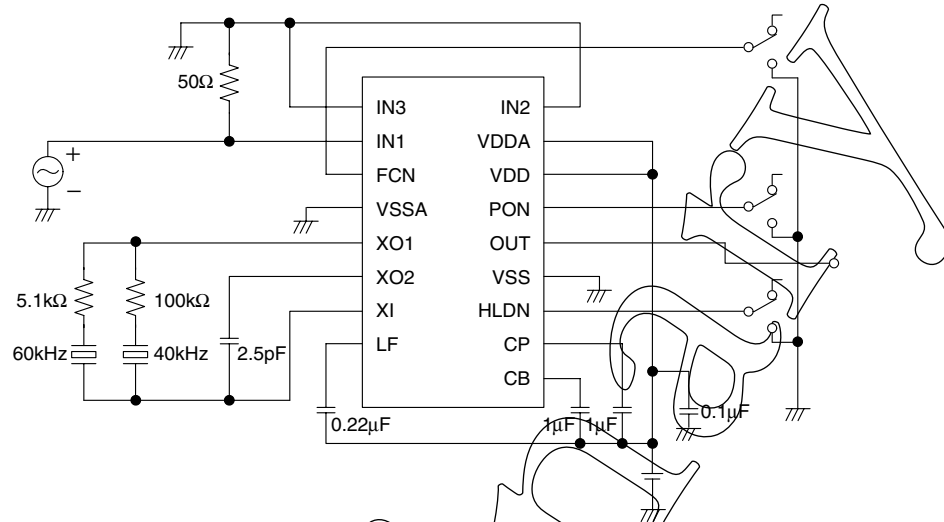 50Ω
IN3 IN2
IN1 VDDA
+
FCN VDD
−
VSSA PON
XO1 OUT
XO2 VSS
5.1kΩ 100kΩ
XI HLDN
60kHz 40kHz 2.5pF
LF CP
CB
0.22μF 1μF 1μF 0.1μF